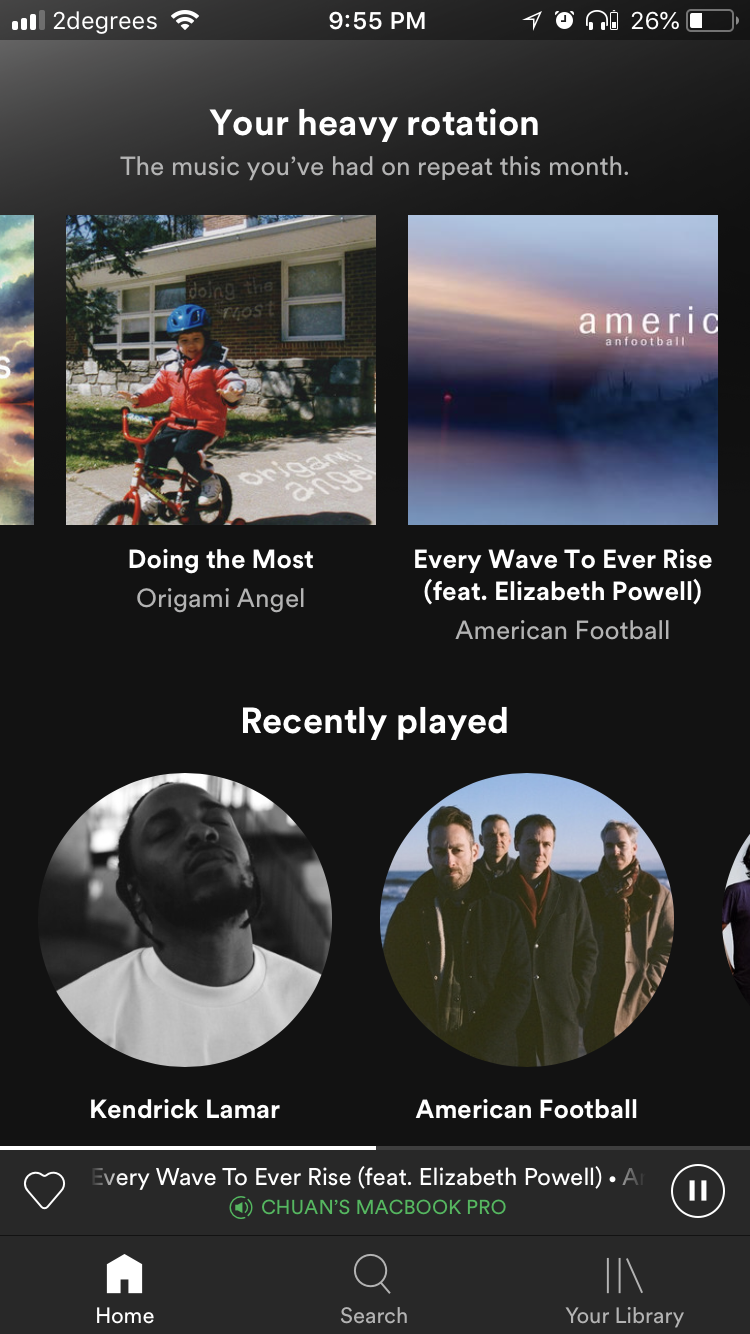 2degrees 9:55 PM 26%
Your heavy rotation
The music you’ve had on repeat this month.
S
doing the
most
origami
angel
americ
anfootball
Doing the Most
Origami Angel
Every Wave To Ever Rise
(feat. Elizabeth Powell)
American Football
Recently played
Kendrick Lamar
American Football
Every Wave To Ever Rise (feat. Elizabeth Powell) • A
CHUAN’S MACBOOK PRO
Home Search Your Library